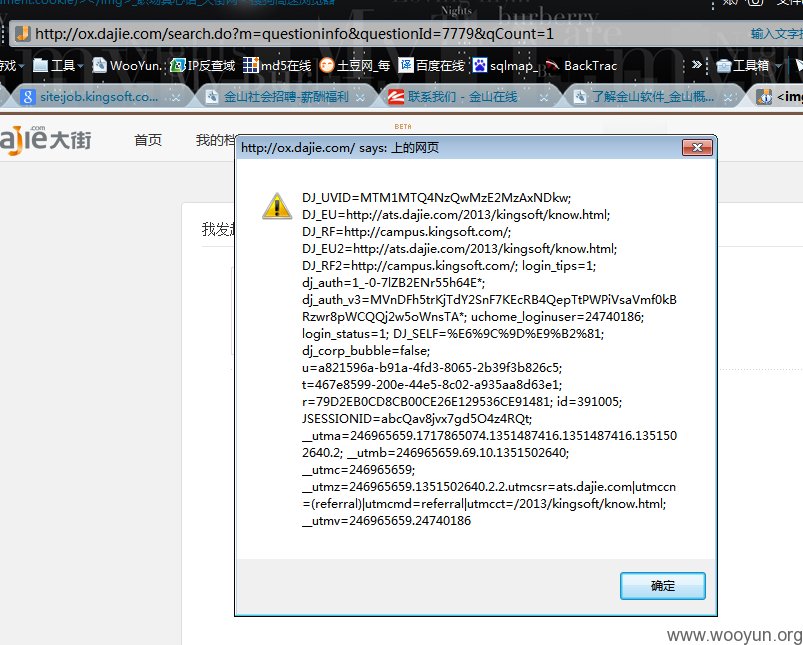 http://ox.dajie.com/search.do?m=questioninfo&questionId=7779&qCount=1
输入文字
工具 WooYun. IP反查域 md5在线 土豆网_每 百度在线 sqlmap_ BackTrac » 工具箱
site:job.kingsoft.co... 金山社会招聘-薪酬福利 联系我们 - 金山在线 了解金山软件_金山概... <img
ajie.com大街 首页 我的档
BETA
我发起
http://ox.dajie.com/ says: 上的网页
DJ_UVID=MTM1MTQ4NzQwMzE2MzAxNDkw;
DJ_EU=http://ats.dajie.com/2013/kingsoft/know.html;
DJ_RF=http://campus.kingsoft.com/;
DJ_EU2=http://ats.dajie.com/2013/kingsoft/know.html;
DJ_RF2=http://campus.kingsoft.com/; login_tips=1;
dj_auth=1_-0-7lZB2ENr55h64E*;
dj_auth_v3=MVnDFh5trKjTdY2SnF7KEcRB4QepTtPWPiVsaVmf0kB
Rzwr8pWCQQj2w5oWnsTA*; uchome_loginuser=24740186;
login_status=1; DJ_SELF=%E6%9C%9D%E9%B2%81;
dj_corp_bubble=false;
u=a821596a-b91a-4fd3-8065-2b39f3b826c5;
t=467e8599-200e-44e5-8c02-a935aa8d63e1;
r=79D2EB0CD8CB00CE26E129536CE91481; id=391005;
JSESSIONID=abcQav8jvx7gd5O4z4RQt;
__utma=246965659.1717865074.1351487416.1351487416.135150
2640.2; __utmb=246965659.69.10.1351502640;
__utmc=246965659;
__utmz=246965659.1351502640.2.2.utmcsr=ats.dajie.com|utmccn
=(referral)|utmcmd=referral|utmcct=/2013/kingsoft/know.html;
__utmv=246965659.24740186
确定
www.wooyun.org